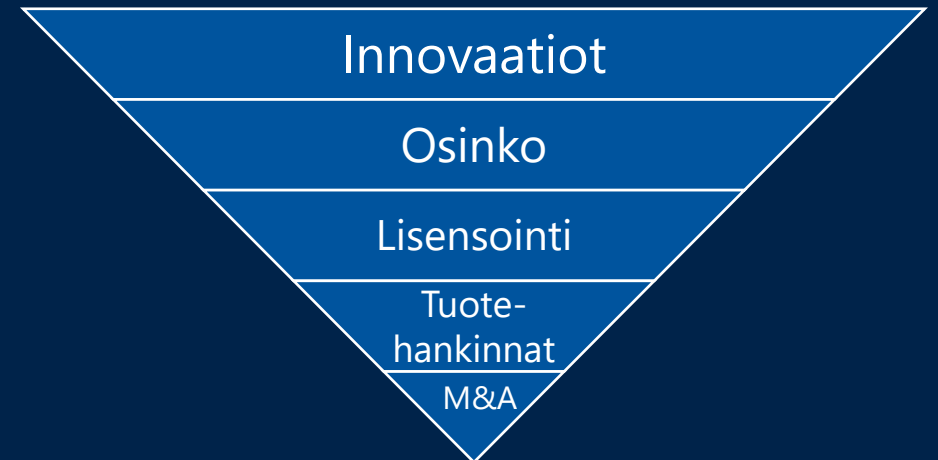 Innovaatiot
Osinko
Lisensointi
Tuote-
hankinnat
M&A